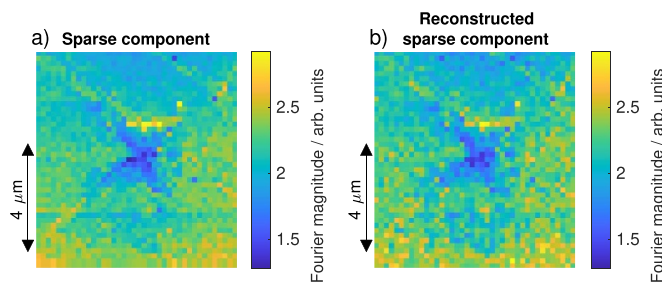 a) Sparse component
2.5
2
1.5
Fourier magnitude / arb. units
4 μm
b) Reconstructed
sparse component
2.5
2
1.5
Fourier magnitude / arb. units
4 μm